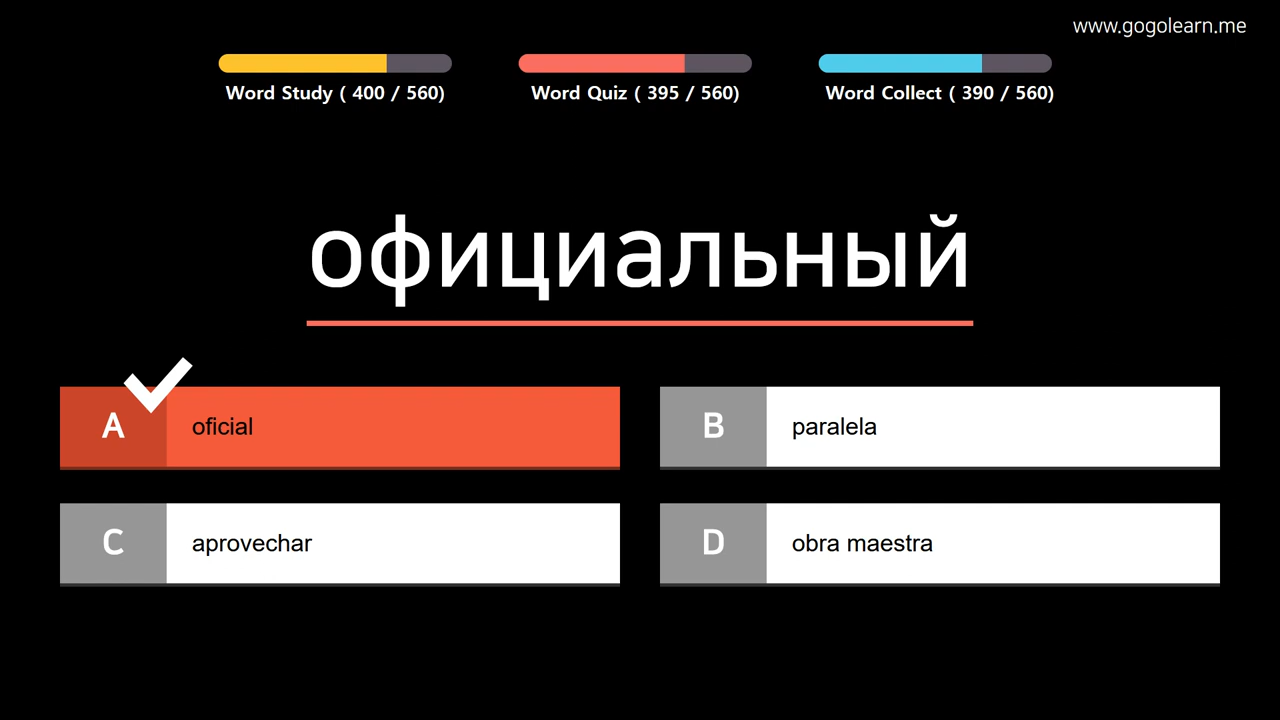 www.gogolearn.me
Word Study ( 400 / 560)
Word Quiz ( 395 / 560)
Word Collect ( 390 / 560)
официальный
A oficial
B paralela
C aprovechar
D obra maestra